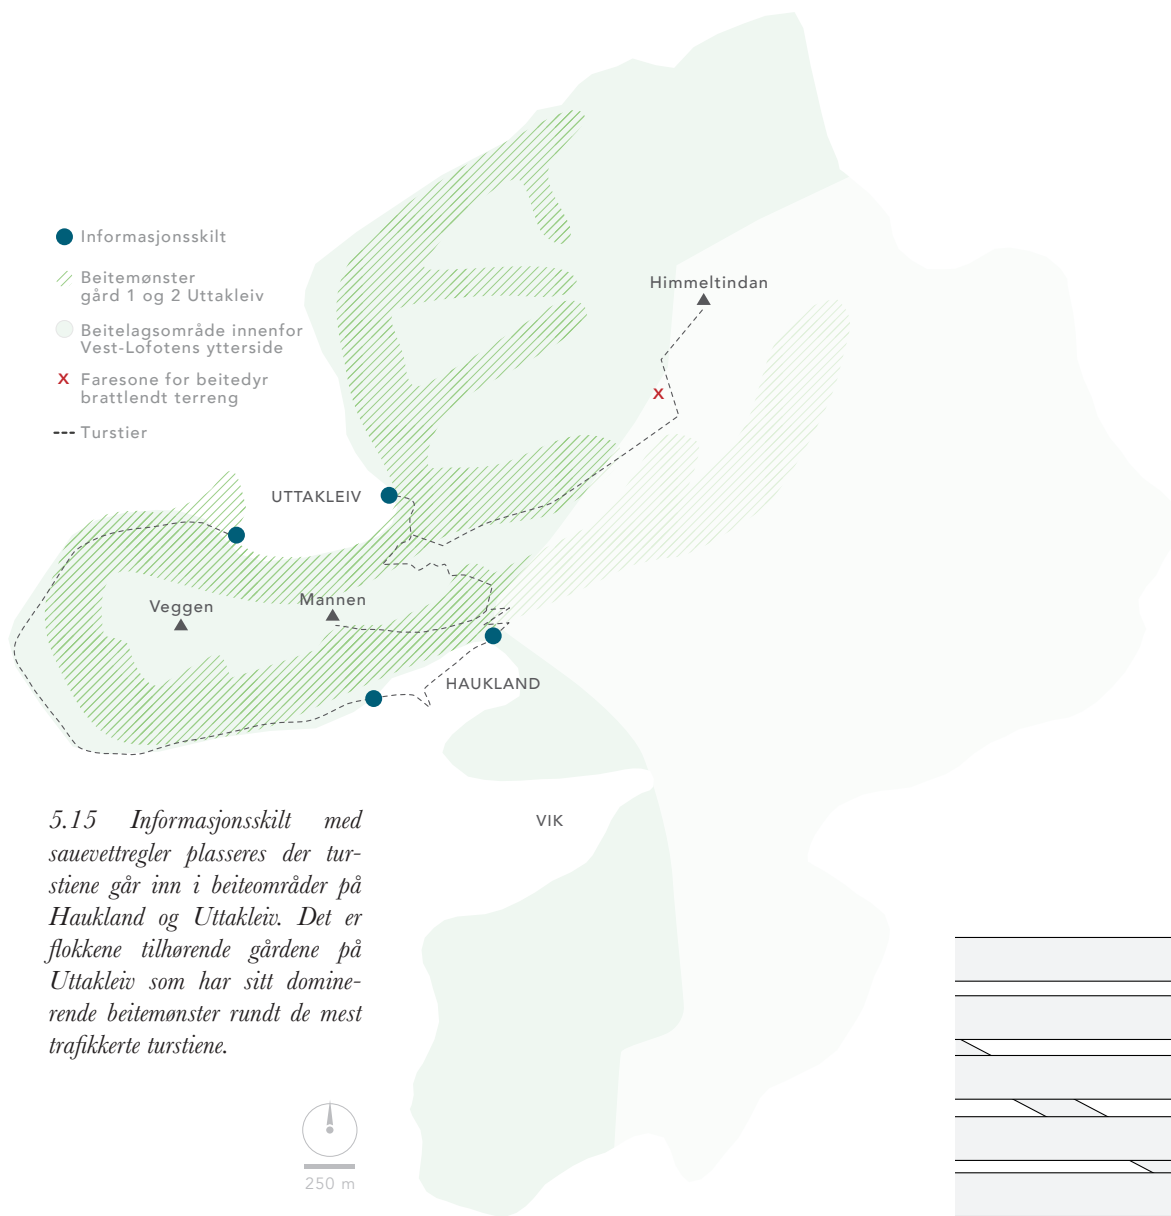 Informasjonsskilt
Beitemønster
gård 1 og 2 Uttakleiv
Beitelagsområde innenfor
Vest-Lofotens ytterside
x Faresone for beitedyr
brattlendt terreng
Turstier
Himmeltindan
x
UTTAKLEIV
Veggen
Mannen
HAUKLAND
VIK
5.15 Informasjonsskilt med
sauevettregler plasseres der tur-
stiene går inn i beiteområder på
Haukland og Uttakleiv. Det er
flokkene tilhørende gårdene på
Uttakleiv som har sitt domine-
rende beitemønster rundt de mest
trafikkerte turstiene.
250 m